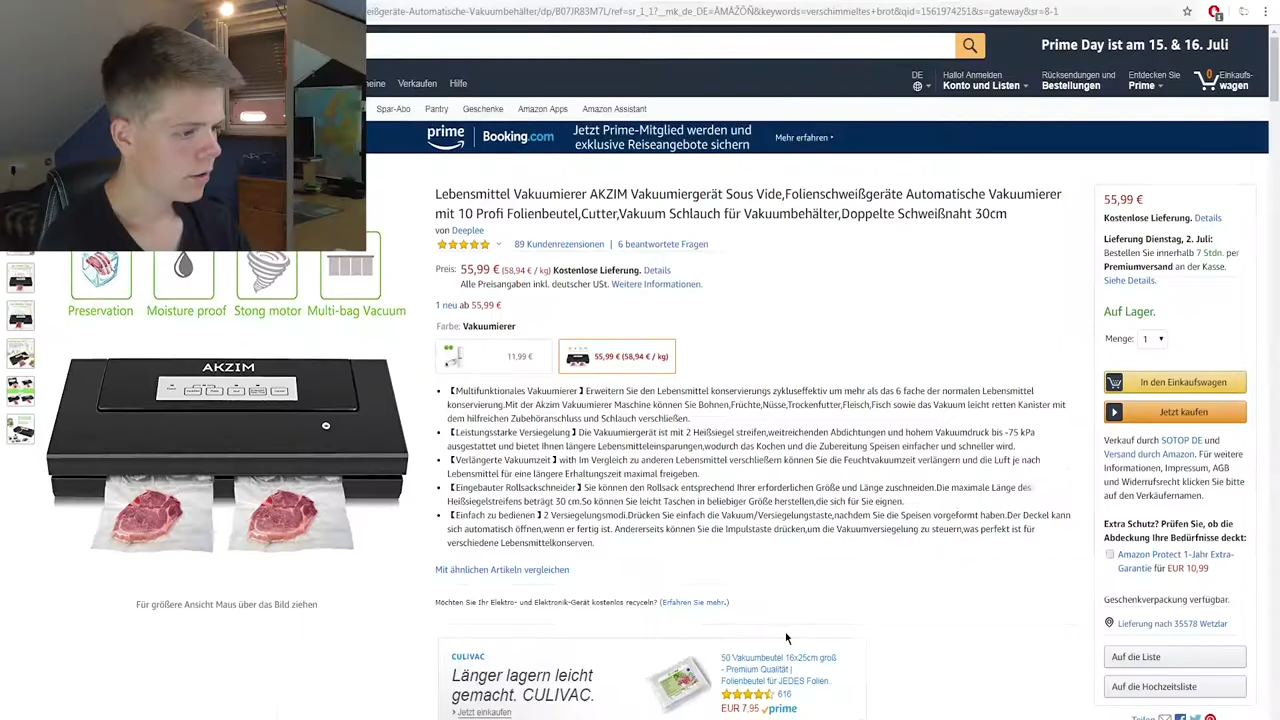 eißgeräte-Automatische-Vakuumbehälter/dp/B07JR83M7L/ref=sr_1_1?__mk_de_DE=ÅMÅŽÕÑ&keywords=verschimmeltes+brot&qid=1561974251&s=gateway&sr=8-1
Prime Day ist am 15. & 16. Juli
eine Verkaufen Hilfe
DE
Hallo! Anmelden
Konto und Listen
Rücksendungen und
Bestellungen
Entdecken Sie
Prime
0
Einkaufs-
wagen
Spar-Abo Pantry Geschenke Amazon Apps Amazon Assistant
prime
Booking.com
Jetzt Prime-Mitglied werden und
exklusive Reiseangebote sichern
Mehr erfahren
Preservation Moisture proof Stong motor Multi-bag Vacuum
AKZIM
Für größere Ansicht Maus über das Bild ziehen
Lebensmittel Vakuumierer AKZIM Vakuumiergerät Sous Vide,Folienschweißgeräte Automatische Vakuumierer
mit 10 Profi Folienbeutel,Cutter,Vakuum Schlauch für Vakuumbehälter,Doppelte Schweißnaht 30cm
von Deeplee
89 Kundenrezensionen | 6 beantwortete Fragen
Preis: 55,99 € (58,94 € / kg) Kostenlose Lieferung. Details
Alle Preisangaben inkl. deutscher USt. Weitere Informationen.
1 neu ab 55,99 €
Farbe: Vakuumierer
11,99 €
55,99 € (58,94 € / kg)
• 【Multifunktionales Vakuumierer】Erweitern Sie den Lebensmittel konservierungs zykluseffektiv um mehr als das 6 fache der normalen Lebensmittel
konservierung.Mit der Akzim Vakuumierer Maschine können Sie Bohnen,Früchte,Nüsse,Trockenfutter,Fleisch,Fisch sowie das Vakuum leicht retten Kanister mit
dem hilfreichen Zubehöranschluss und Schlauch verschließen.
• 【Leistungsstarke Versiegelung】Die Vakuumiergerät ist mit 2 Heißsiegel streifen,weitreichenden Abdichtungen und hohem Vakuumdruck bis -75 kPa
ausgestattet und bietet Ihnen längere Lebensmitteleinsparungen,wodurch das Kochen und die Zubereitung Speisen einfacher und schneller wird.
• 【Verlängerte Vakuumzeit】with Im Vergleich zu anderen Lebensmittel verschließern können Sie die Feuchtvakuumzeit verlängern und die Luft je nach
Lebensmittel für eine längere Erhaltungszeit maximal freigeben.
• 【Eingebauter Rollsackschneider】Sie können den Rollsack entsprechend Ihrer erforderlichen Größe und Länge zuschneiden.Die maximale Länge des
Heißsiegelstreifens beträgt 30 cm.So können Sie leicht Taschen in beliebiger Größe herstellen,die sich für Sie eignen.
• 【Einfach zu bedienen】2 Versiegelungsmodi.Drücken Sie einfach die Vakuum/Versiegelungstaste,nachdem Sie die Speisen vorgeformt haben.Der Deckel kann
sich automatisch öffnen,wenn er fertig ist. Andererseits können Sie die Impulstaste drücken,um die Vakuumversiegelung zu steuern,was perfekt ist für
verschiedene Lebensmittelkonserven.
Mit ähnlichen Artikeln vergleichen
Möchten Sie Ihr Elektro- und Elektronik-Gerät kostenlos recyceln? (Erfahren Sie mehr.)
CULIVAC
Länger lagern leicht
gemacht. CULIVAC.
Jetzt einkaufen
50 Vakuumbeutel 16x25cm groß
- Premium Qualität |
Folienbeutel für JEDES Folien..
616
EUR 7,95 prime
55,99 €
Kostenlose Lieferung. Details
Lieferung Dienstag, 2. Juli:
Bestellen Sie innerhalb 7 Stdn. per
Premiumversand an der Kasse.
Siehe Details.
Auf Lager.
Menge: 1
In den Einkaufswagen
Jetzt kaufen
Verkauf durch SOTOP DE und
Versand durch Amazon. Für weitere
Informationen, Impressum, AGB
und Widerrufsrecht klicken Sie bitte
auf den Verkäufernamen.
Extra Schutz? Prüfen Sie, ob die
Abdeckung Ihre Bedürfnisse deckt:
Amazon Protect 1-Jahr Extra-
Garantie für EUR 10,99
Geschenkverpackung verfügbar.
Lieferung nach 35578 Wetzlar
Auf die Liste
Auf die Hochzeitsliste
Teilen